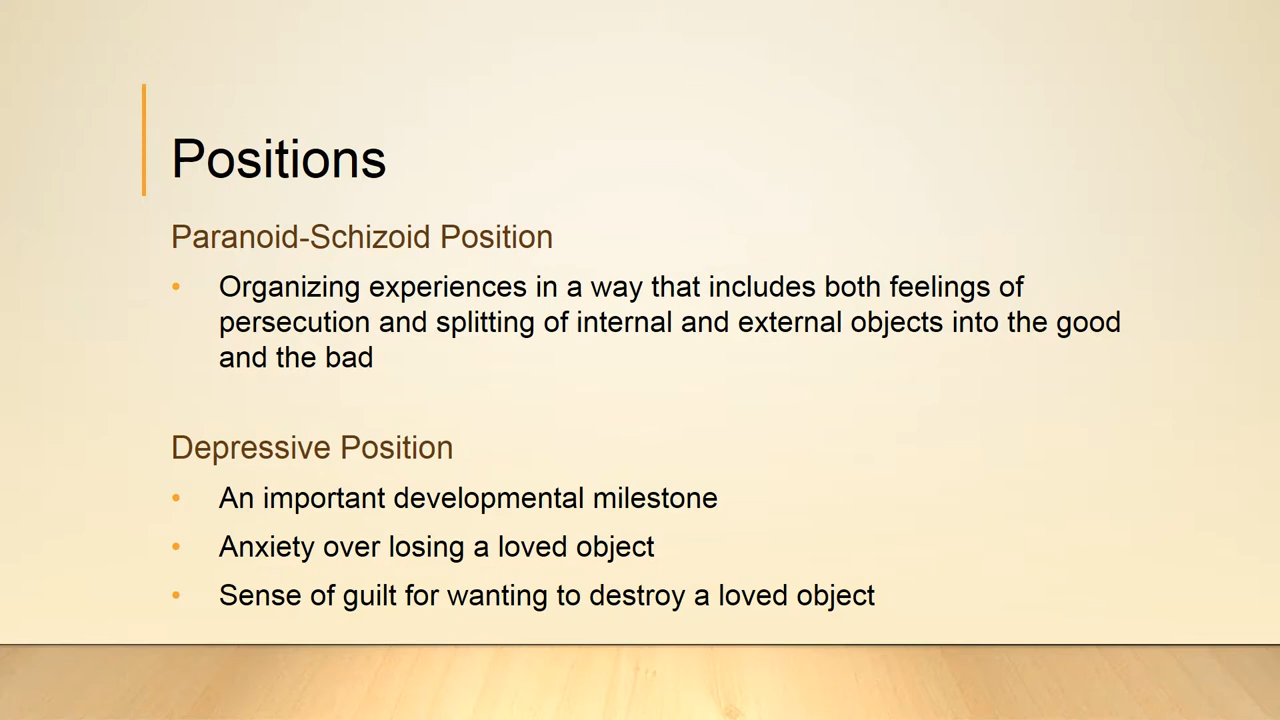 Positions
Paranoid-Schizoid Position
• Organizing experiences in a way that includes both feelings of
persecution and splitting of internal and external objects into the good
and the bad
Depressive Position
• An important developmental milestone
• Anxiety over losing a loved object
• Sense of guilt for wanting to destroy a loved object